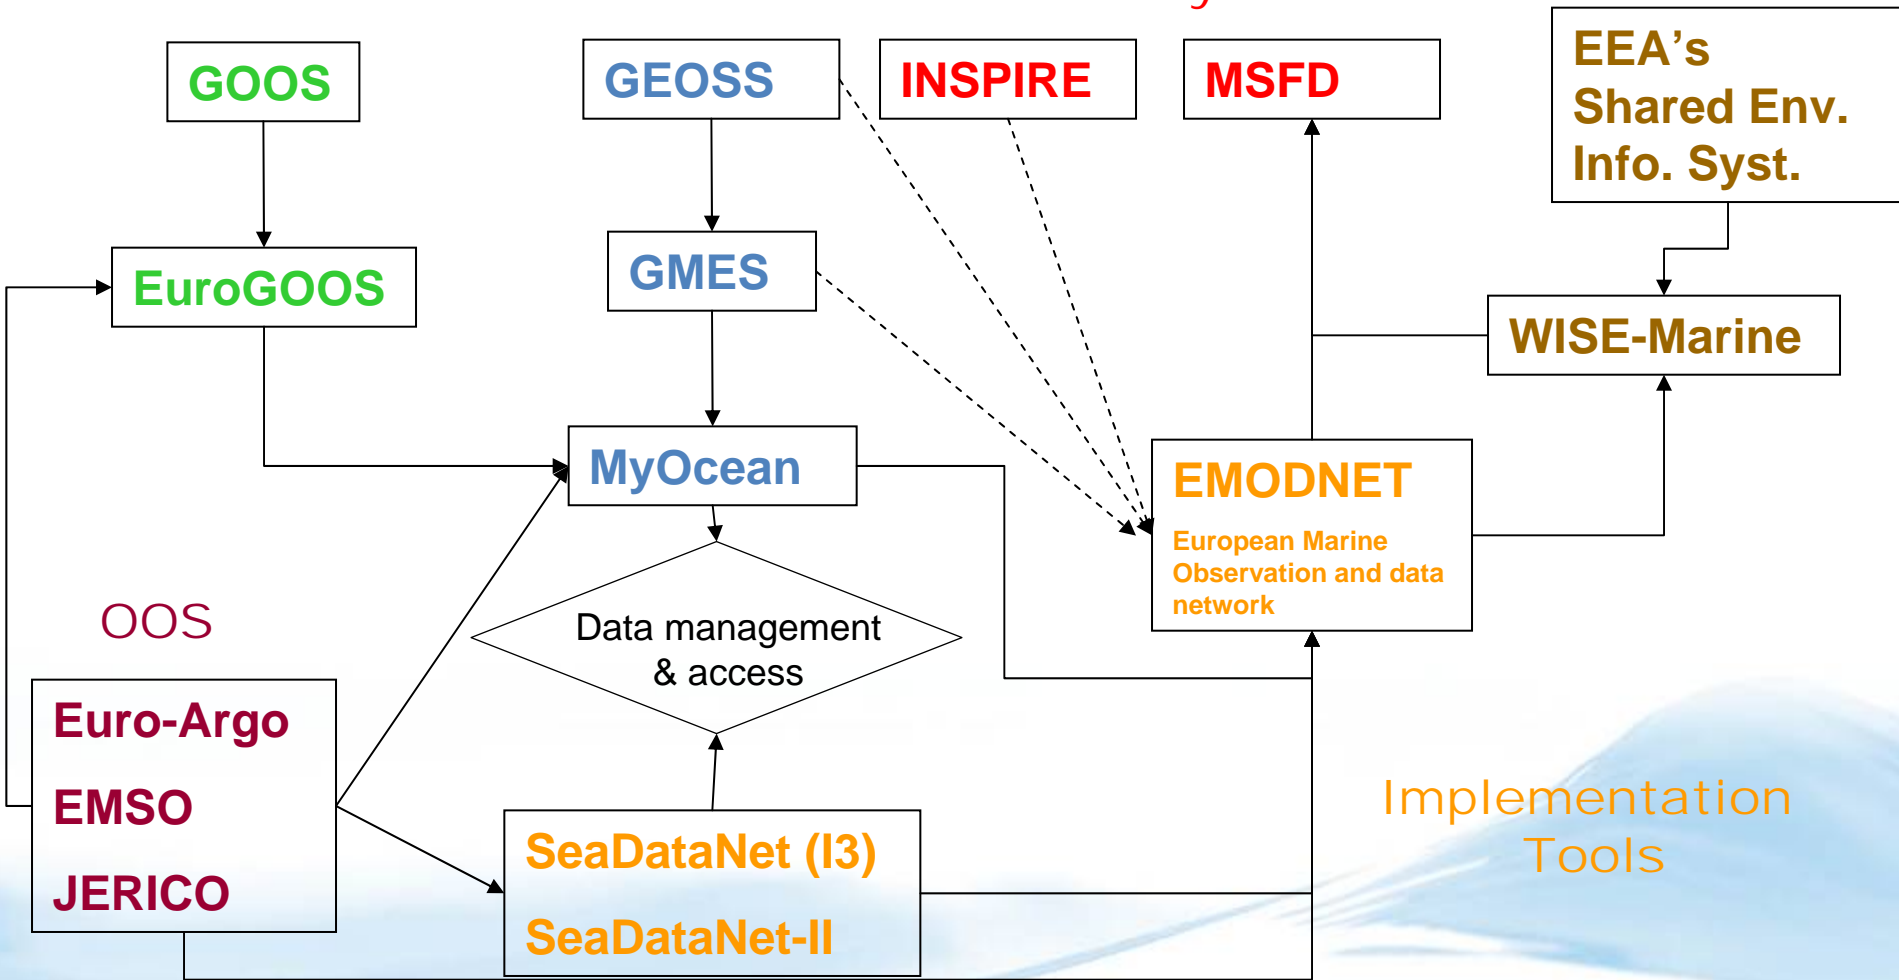 GOOS
GEOSS
INSPIRE
MSFD
EEA's
Shared Env.
Info. Syst.
EuroGOOS
GMES
WISE-Marine
MyOcean
EMODNET
European Marine
Observation and data
network
OOS
Data management
& access
Euro-Argo
EMSO
JERICO
SeaDataNet (I3)
SeaDataNet-II
Implementation
Tools